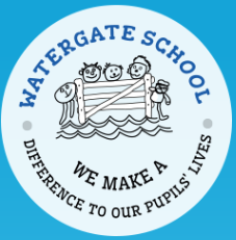 WATERGATE SCHOOL
WE MAKE A
DIFFERENCE TO OUR PUPILS' LIVES